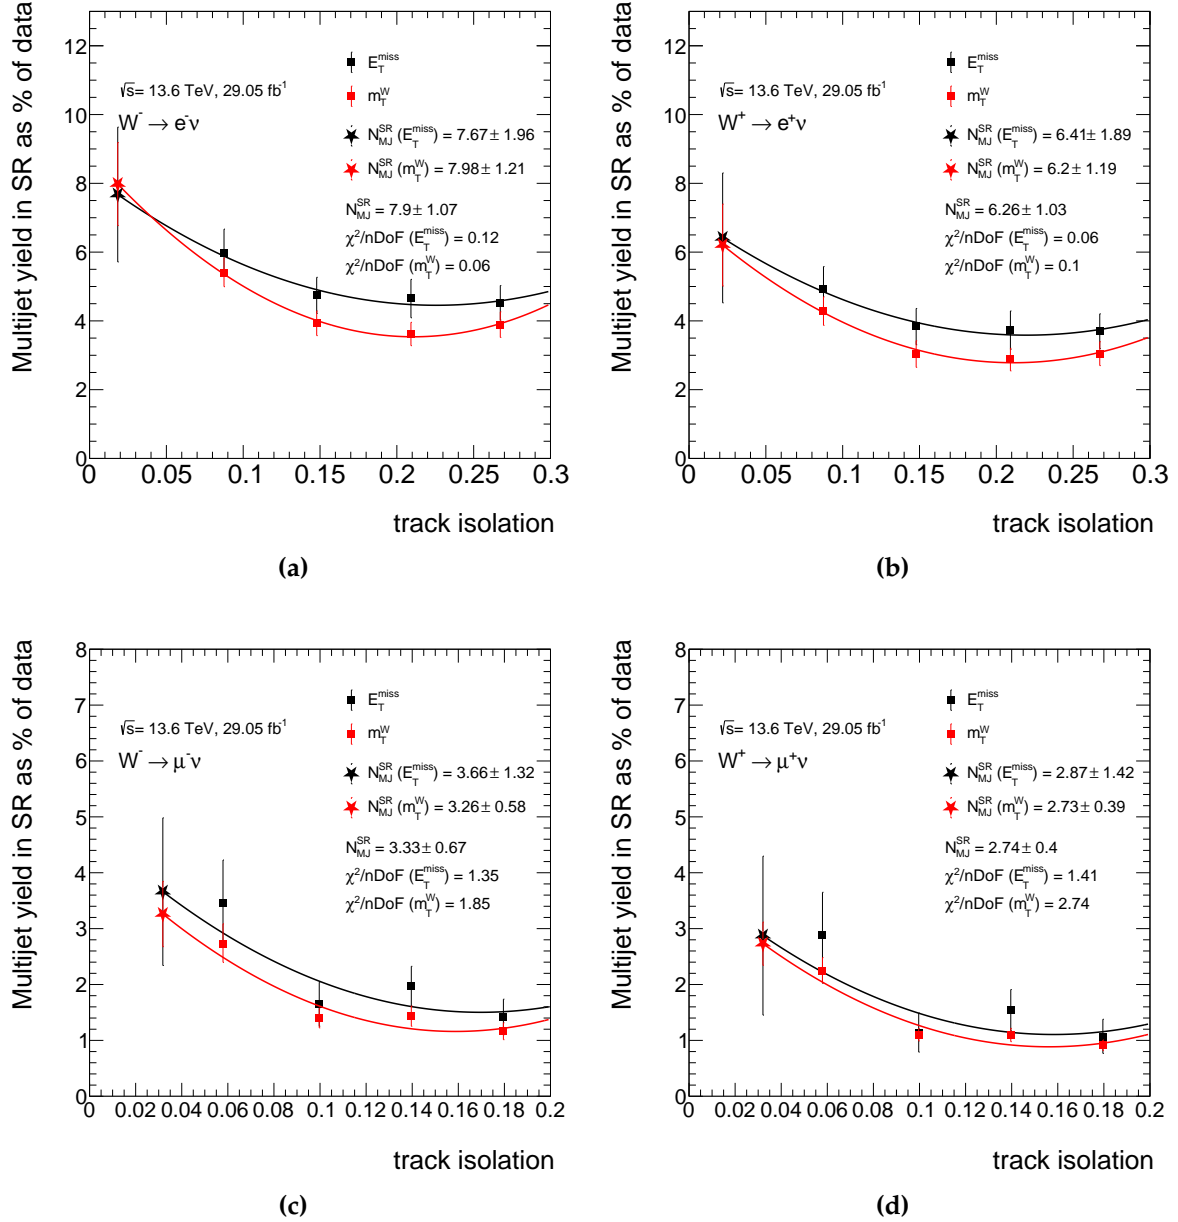 Multijet yield in SR as % of data
12
10
8
6
4
2
0
√s= 13.6 TeV, 29.05 fb⁻¹
W⁻ → e⁻ν
E_T^miss
m_T^W
N_MJ^SR (E_T^miss) = 7.67± 1.96
N_MJ^SR (m_T^W) = 7.98± 1.21
N_MJ^SR = 7.9± 1.07
χ²/nDoF (E_T^miss) = 0.12
χ²/nDoF (m_T^W) = 0.06
0 0.05 0.1 0.15 0.2 0.25 0.3
track isolation
(a)
Multijet yield in SR as % of data
12
10
8
6
4
2
0
√s= 13.6 TeV, 29.05 fb⁻¹
W⁺ → e⁺ν
E_T^miss
m_T^W
N_MJ^SR (E_T^miss) = 6.41± 1.89
N_MJ^SR (m_T^W) = 6.2± 1.19
N_MJ^SR = 6.26± 1.03
χ²/nDoF (E_T^miss) = 0.06
χ²/nDoF (m_T^W) = 0.1
0 0.05 0.1 0.15 0.2 0.25 0.3
track isolation
(b)
Multijet yield in SR as % of data
8
7
6
5
4
3
2
1
0
√s= 13.6 TeV, 29.05 fb⁻¹
W⁻ → μ⁻ν
E_T^miss
m_T^W
N_MJ^SR (E_T^miss) = 3.66± 1.32
N_MJ^SR (m_T^W) = 3.26± 0.58
N_MJ^SR = 3.33± 0.67
χ²/nDoF (E_T^miss) = 1.35
χ²/nDoF (m_T^W) = 1.85
0 0.02 0.04 0.06 0.08 0.1 0.12 0.14 0.16 0.18 0.2
track isolation
(c)
Multijet yield in SR as % of data
8
7
6
5
4
3
2
1
0
√s= 13.6 TeV, 29.05 fb⁻¹
W⁺ → μ⁺ν
E_T^miss
m_T^W
N_MJ^SR (E_T^miss) = 2.87± 1.42
N_MJ^SR (m_T^W) = 2.73± 0.39
N_MJ^SR = 2.74± 0.4
χ²/nDoF (E_T^miss) = 1.41
χ²/nDoF (m_T^W) = 2.74
0 0.02 0.04 0.06 0.08 0.1 0.12 0.14 0.16 0.18 0.2
track isolation
(d)